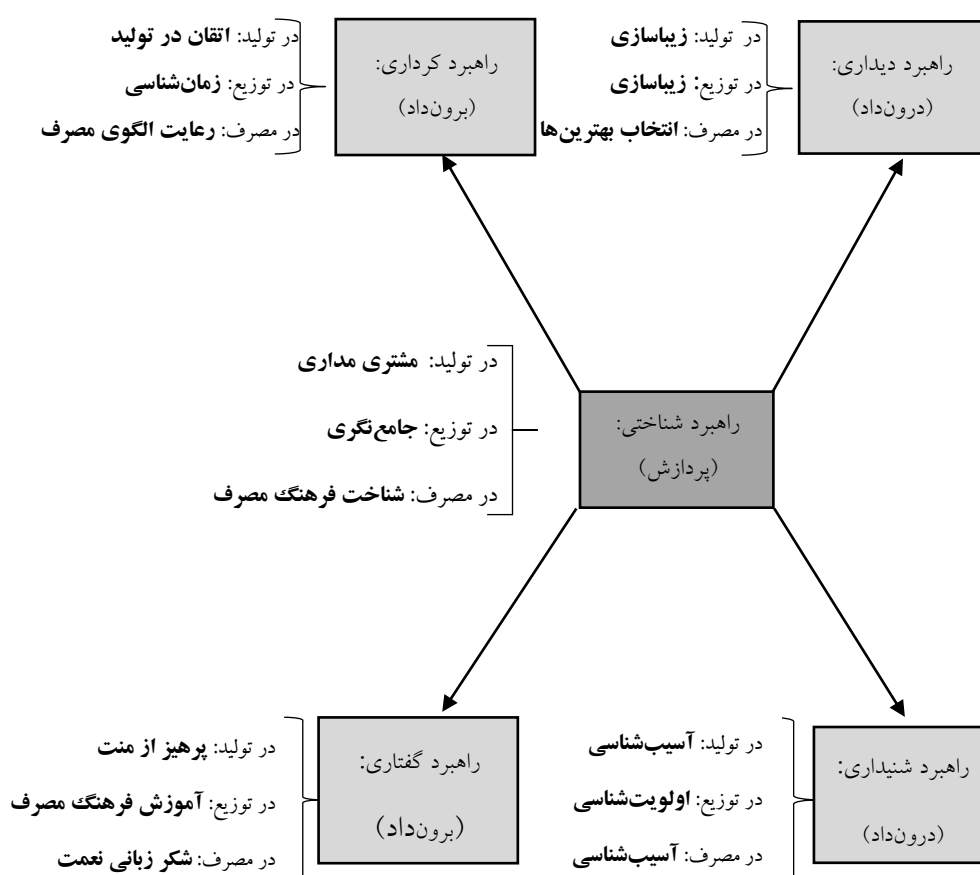 راهبرد دیداری:
(درون‌داد)
در تولید: زیباسازی
در توزیع: زیباسازی
در مصرف: انتخاب بهترین‌ها
راهبرد کرداری:
(برون‌داد)
در تولید: اتقان در تولید
در توزیع: زمان‌شناسی
در مصرف: رعایت الگوی مصرف
راهبرد شناختی:
(پردازش)
در تولید: مشتری مداری
در توزیع: جامع‌نگری
در مصرف: شناخت فرهنگ مصرف
راهبرد شنیداری:
(درون‌داد)
در تولید: آسیب‌شناسی
در توزیع: اولویت‌شناسی
در مصرف: آسیب‌شناسی
راهبرد گفتاری:
(برون‌داد)
در تولید: پرهیز از منت
در توزیع: آموزش فرهنگ مصرف
در مصرف: شکر زبانی نعمت